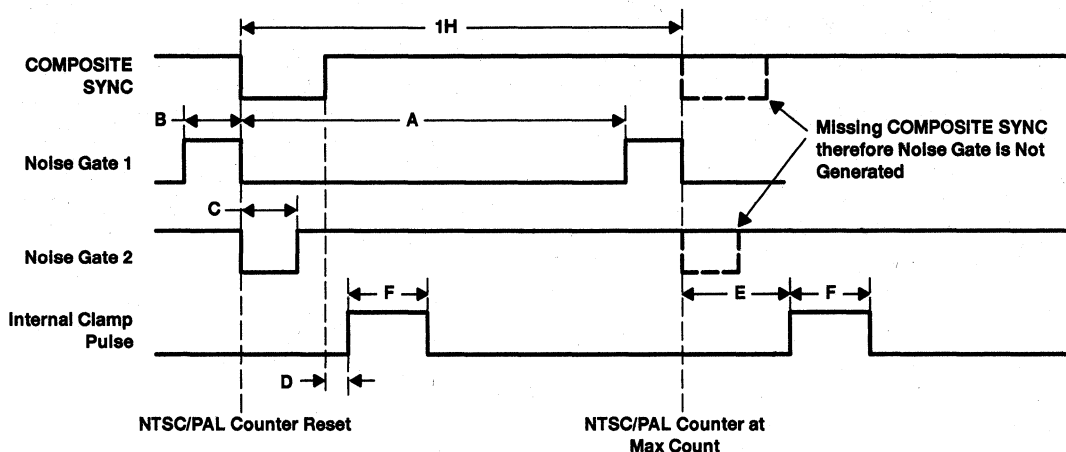 1H
COMPOSITE
SYNC
B
A
Missing COMPOSITE SYNC
therefore Noise Gate is Not
Generated
Noise Gate 1
C
Noise Gate 2
F
E
F
Internal Clamp
Pulse
D
NTSC/PAL Counter Reset
NTSC/PAL Counter at
Max Count